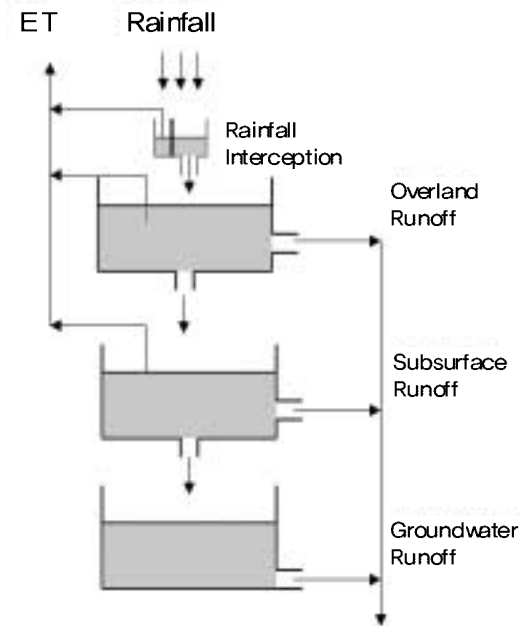 ET
Rainfall
Rainfall
Interception
Overland
Runoff
Subsurface
Runoff
Groundwater
Runoff